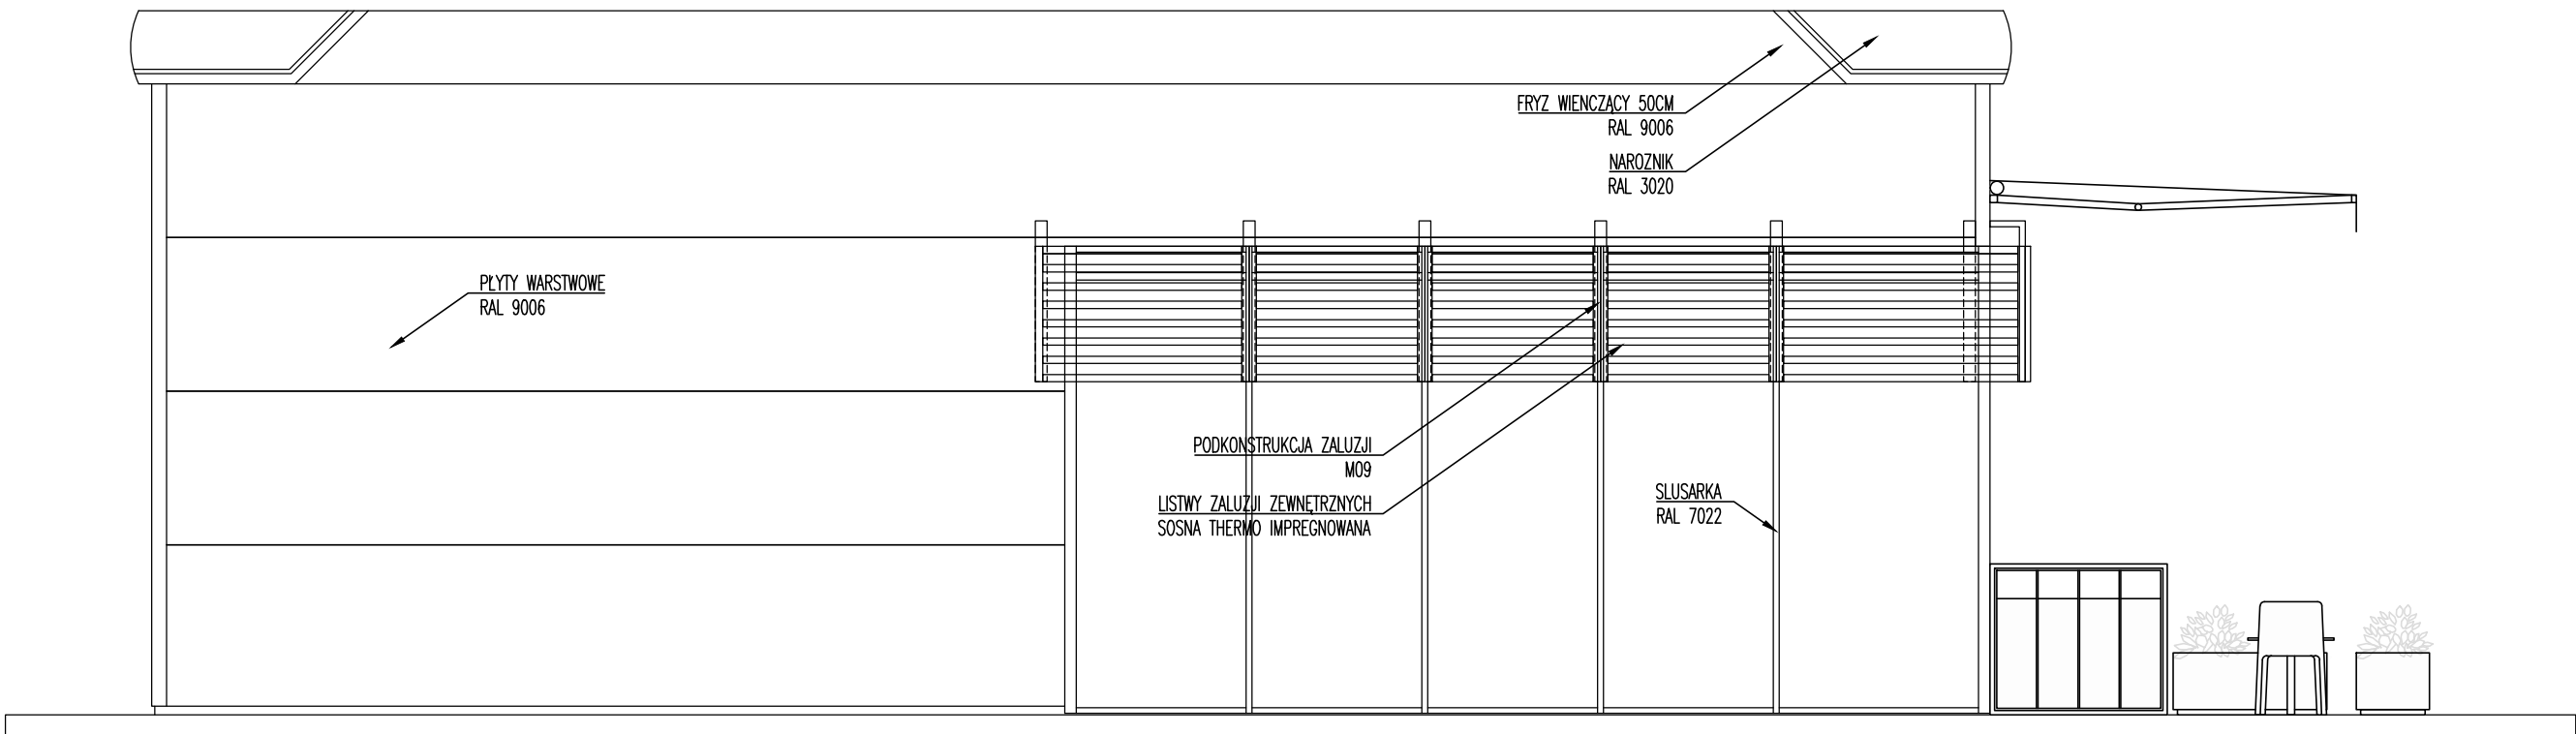 FRYZ WIENCZĄCY 50CM
RAL 9006
NAROZNIK
RAL 3020
PŁYTY WARSTWOWE
RAL 9006
PODKONSTRUKCJA ZALUZJI
M09
LISTWY ZALUZJI ZEWNĘTRZNYCH
SOSNA THERMO IMPREGNOWANA
SLUSARKA
RAL 7022